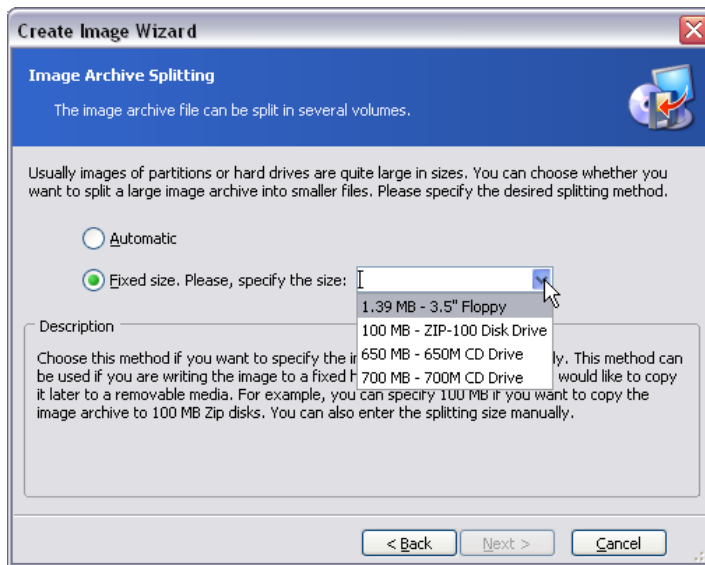 Create Image Wizard
Image Archive Splitting
The image archive file can be split in several volumes.
Usually images of partitions or hard drives are quite large in sizes. You can choose whether you
want to split a large image archive into smaller files. Please specify the desired splitting method.
Automatic
Fixed size. Please, specify the size:
1.39 MB - 3.5" Floppy
100 MB - ZIP-100 Disk Drive
650 MB - 650M CD Drive
700 MB - 700M CD Drive
Description
Choose this method if you want to specify the ly. This method can
be used if you are writing the image to a fixed would like to copy
it later to a removable media. For example, you can specify 100 MB if you want to copy the
image archive to 100 MB Zip disks. You can also enter the splitting size manually.
< Back Next > Cancel